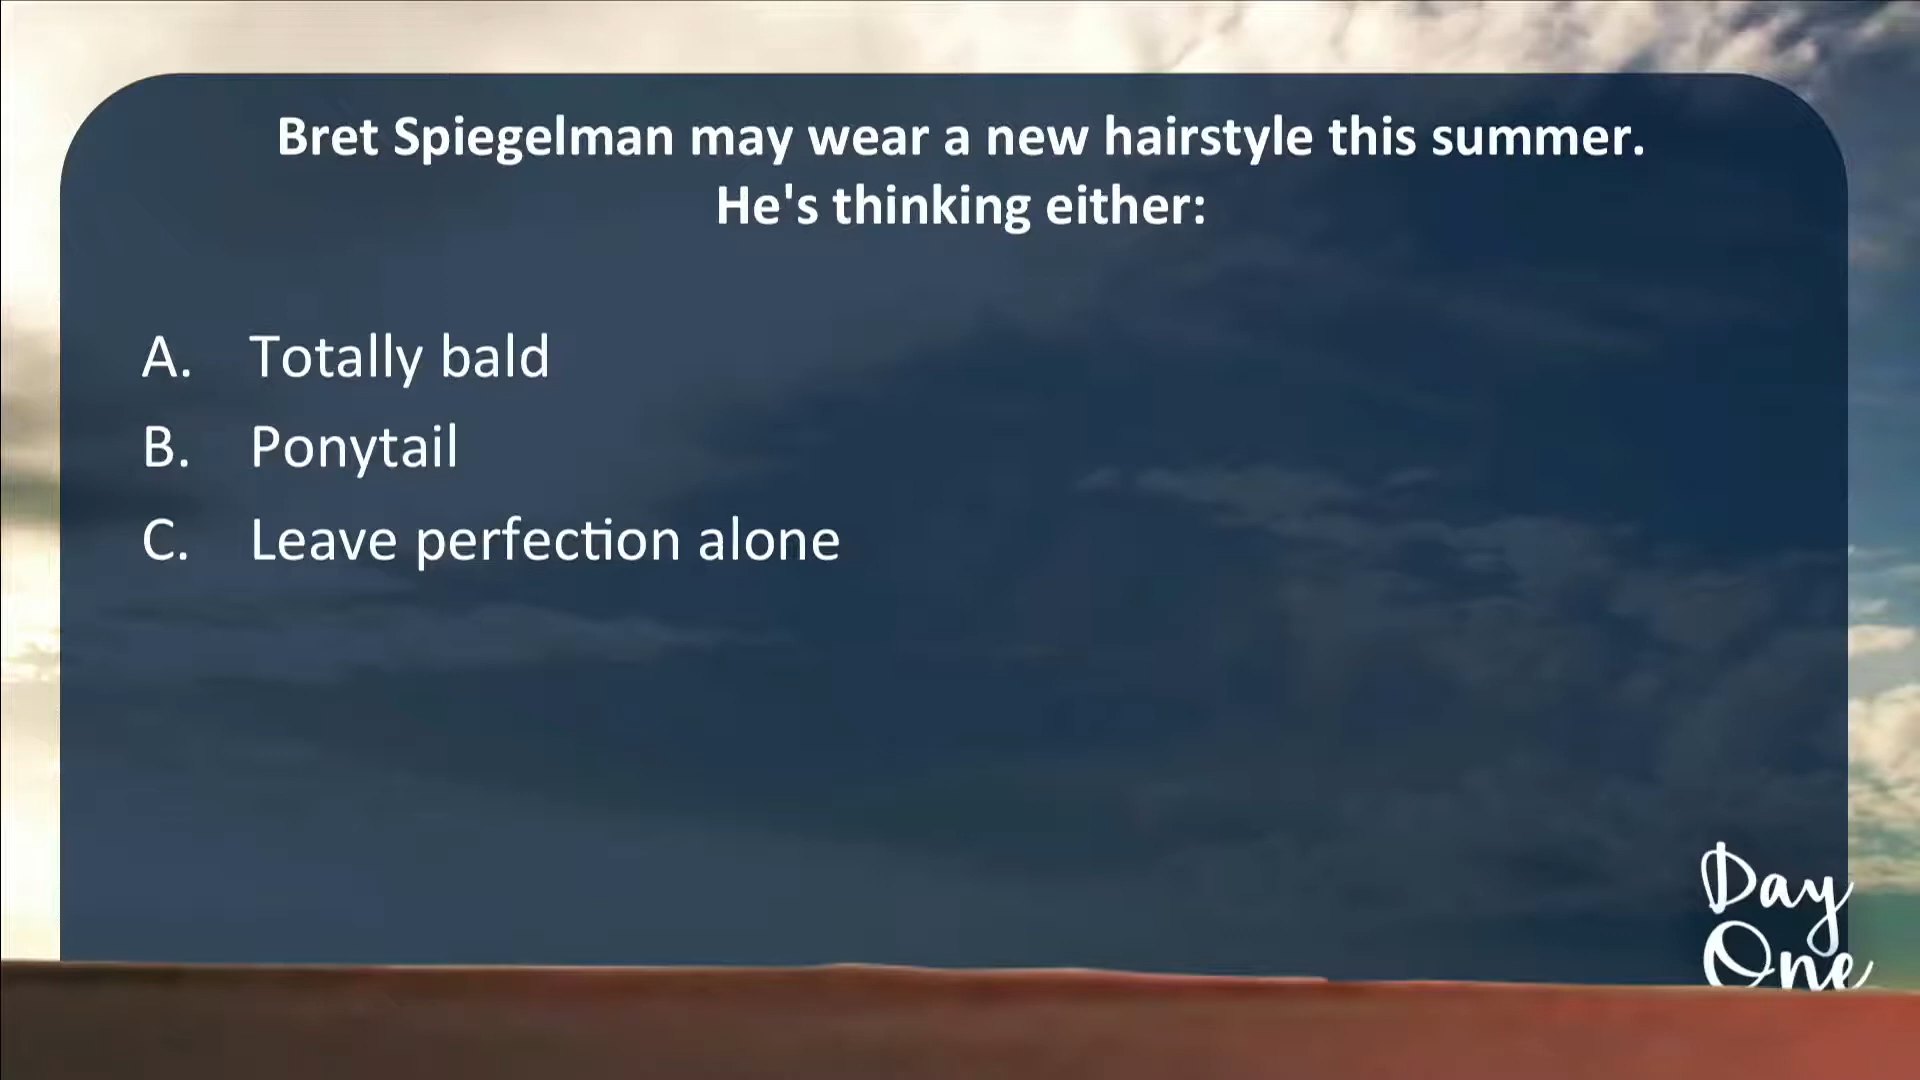 Bret Spiegelman may wear a new hairstyle this summer.
He's thinking either:
A. Totally bald
B. Ponytail
C. Leave perfection alone
Day
One